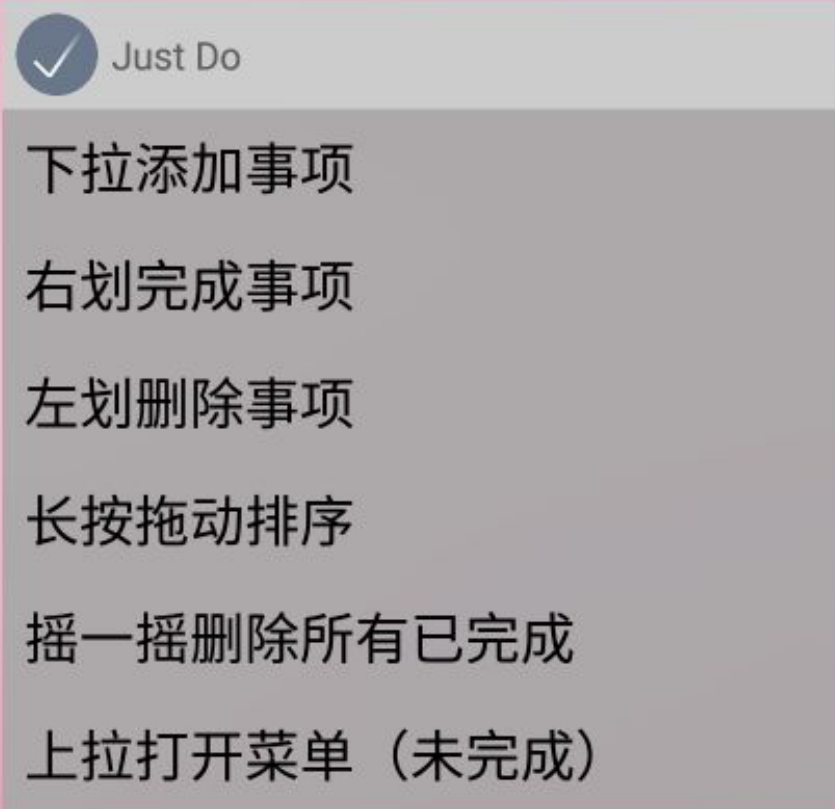 Just Do
下拉添加事项
右划完成事项
左划删除事项
长按拖动排序
摇一摇删除所有已完成
上拉打开菜单（未完成）